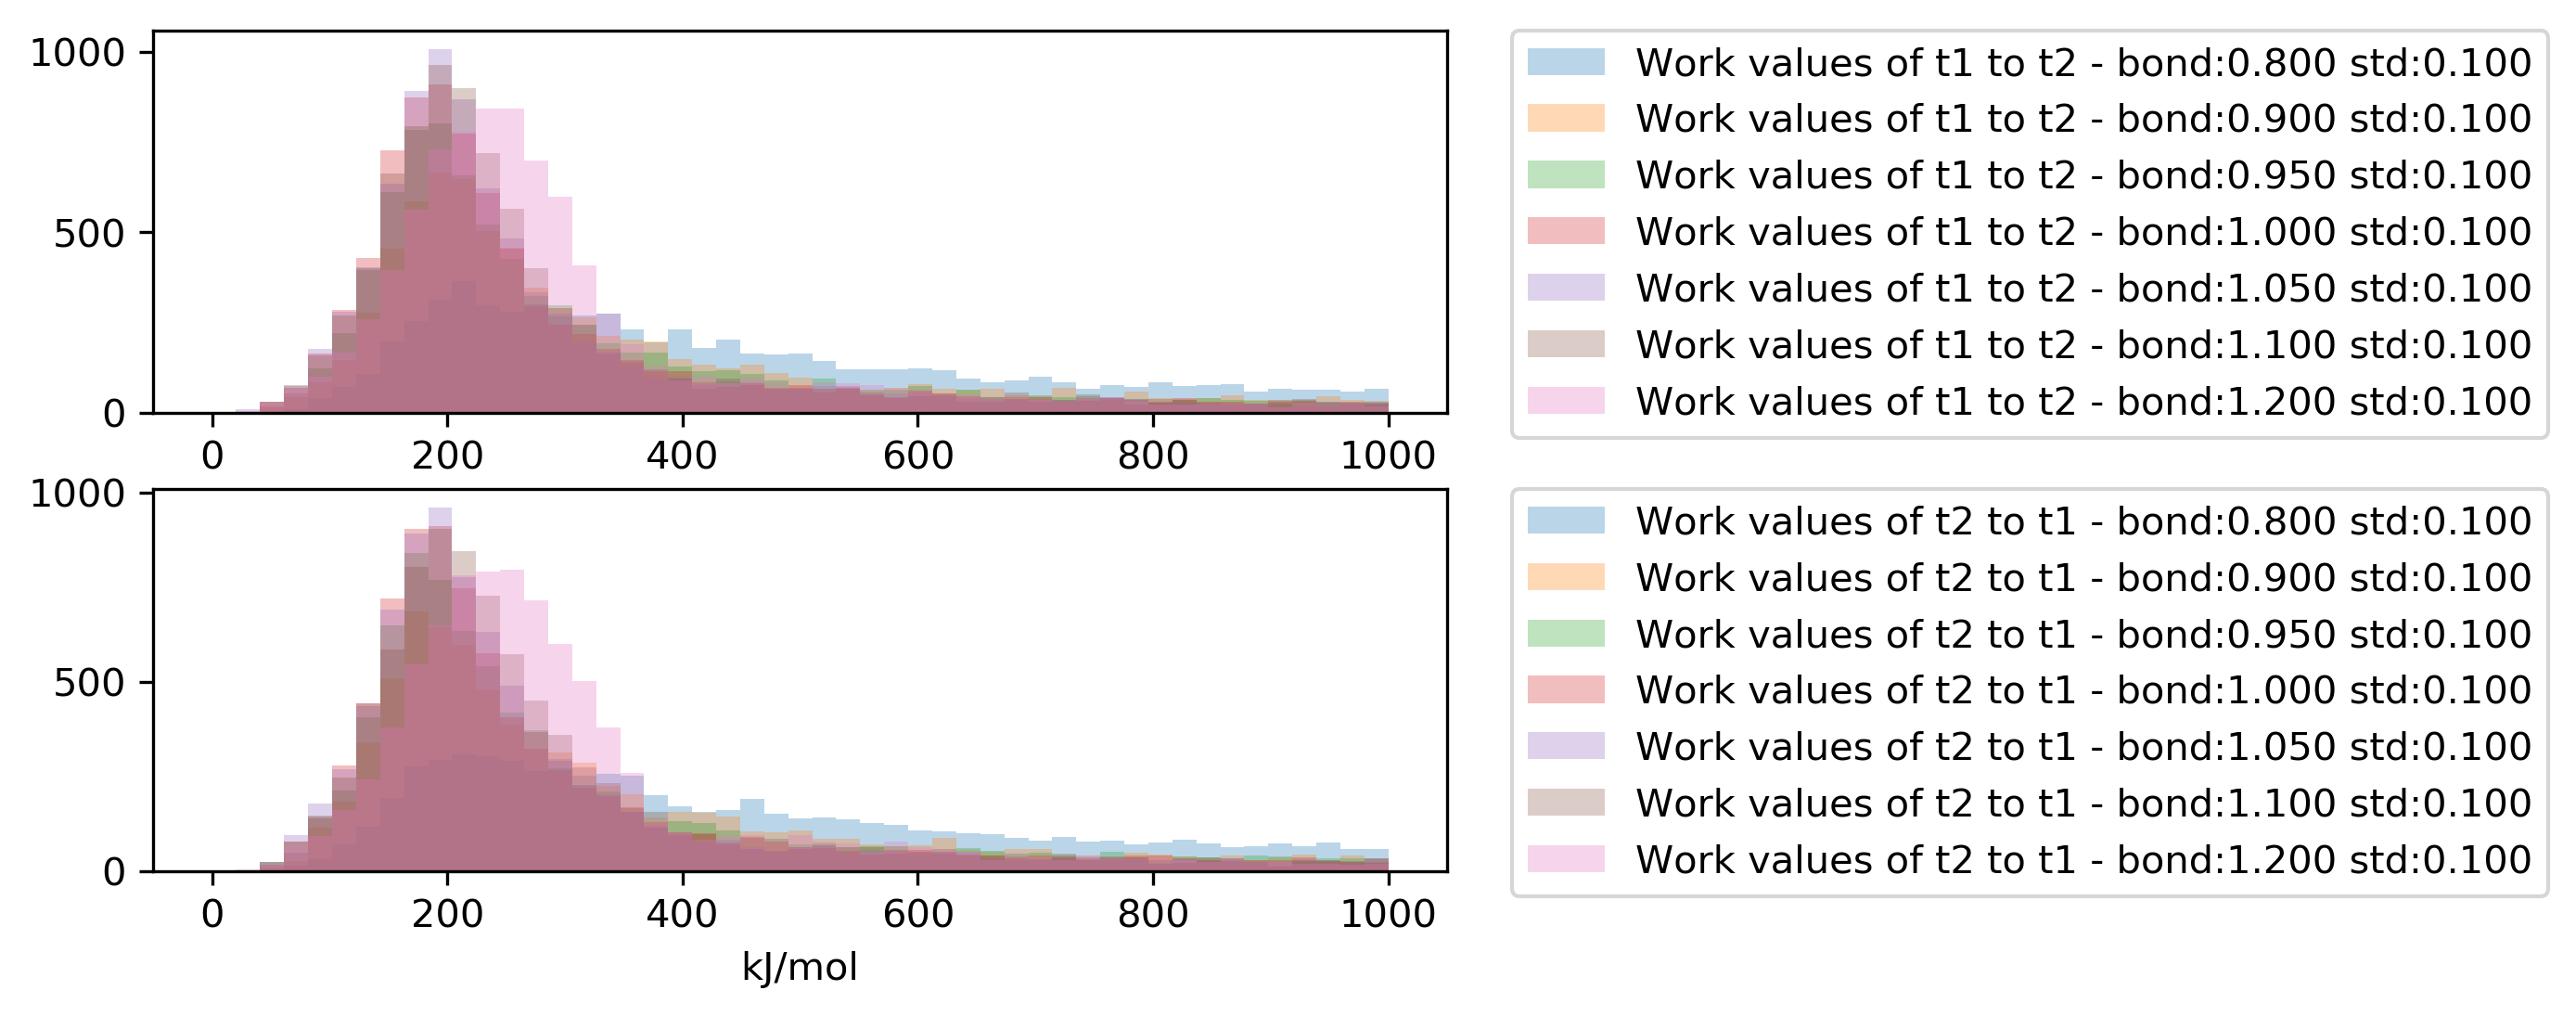 1000
500
0
0 200 400 600 800 1000
Work values of t1 to t2 - bond:0.800 std:0.100
Work values of t1 to t2 - bond:0.900 std:0.100
Work values of t1 to t2 - bond:0.950 std:0.100
Work values of t1 to t2 - bond:1.000 std:0.100
Work values of t1 to t2 - bond:1.050 std:0.100
Work values of t1 to t2 - bond:1.100 std:0.100
Work values of t1 to t2 - bond:1.200 std:0.100
1000
500
0
0 200 400 600 800 1000
kJ/mol
Work values of t2 to t1 - bond:0.800 std:0.100
Work values of t2 to t1 - bond:0.900 std:0.100
Work values of t2 to t1 - bond:0.950 std:0.100
Work values of t2 to t1 - bond:1.000 std:0.100
Work values of t2 to t1 - bond:1.050 std:0.100
Work values of t2 to t1 - bond:1.100 std:0.100
Work values of t2 to t1 - bond:1.200 std:0.100